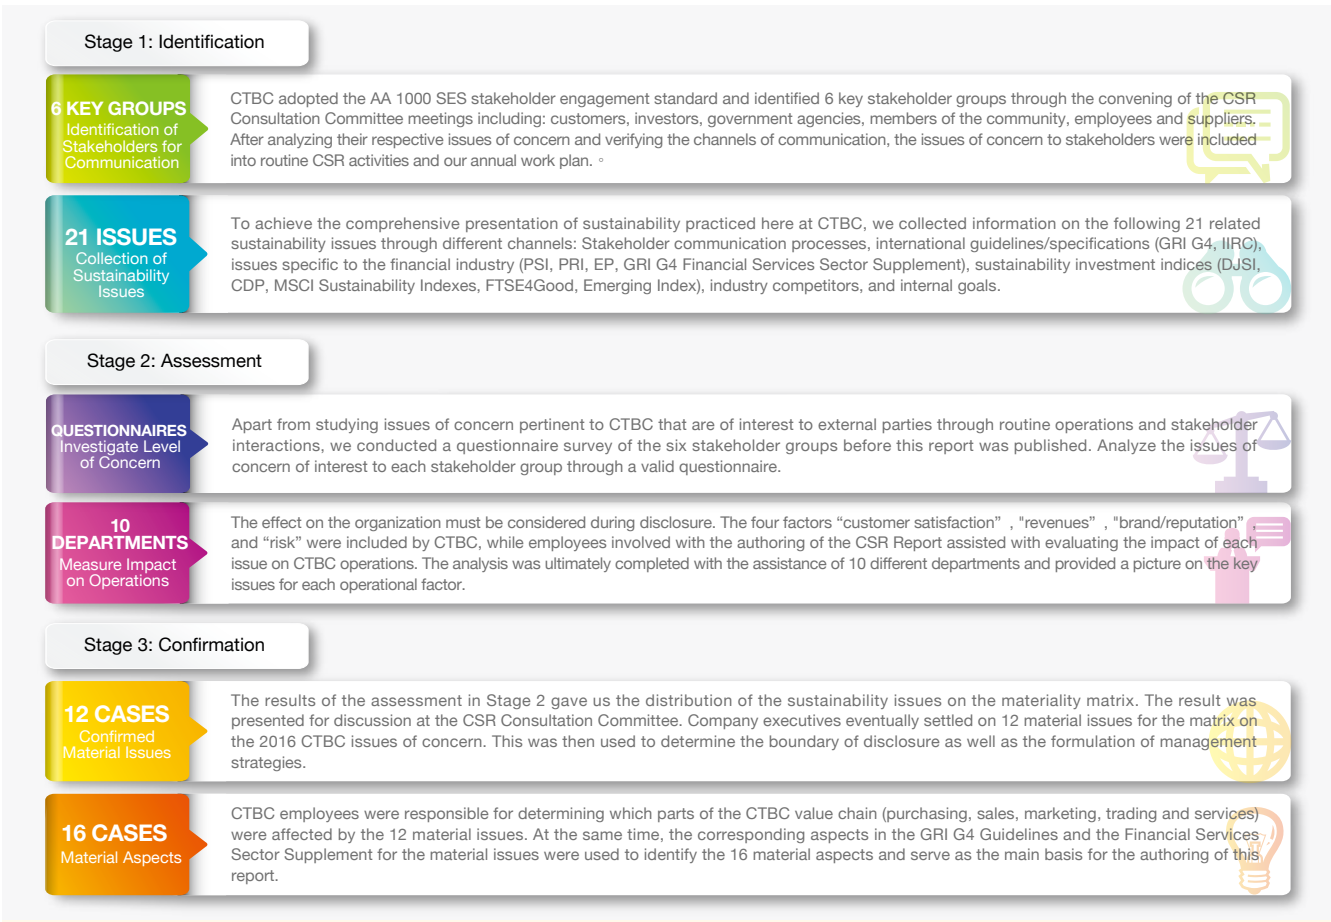 Stage 1: Identification
6 KEY GROUPS
Identification of
Stakeholders for
Communication
CTBC adopted the AA 1000 SES stakeholder engagement standard and identified 6 key stakeholder groups through the convening of the CSR
Consultation Committee meetings including: customers, investors, government agencies, members of the community, employees and suppliers.
After analyzing their respective issues of concern and verifying the channels of communication, the issues of concern to stakeholders were included
into routine CSR activities and our annual work plan. 。
21 ISSUES
Collection of
Sustainability
Issues
To achieve the comprehensive presentation of sustainability practiced here at CTBC, we collected information on the following 21 related
sustainability issues through different channels: Stakeholder communication processes, international guidelines/specifications (GRI G4, IIRC),
issues specific to the financial industry (PSI, PRI, EP, GRI G4 Financial Services Sector Supplement), sustainability investment indices (DJSI,
CDP, MSCI Sustainability Indexes, FTSE4Good, Emerging Index), industry competitors, and internal goals.
Stage 2: Assessment
QUESTIONNAIRES
Investigate Level
of Concern
Apart from studying issues of concern pertinent to CTBC that are of interest to external parties through routine operations and stakeholder
interactions, we conducted a questionnaire survey of the six stakeholder groups before this report was published. Analyze the issues of
concern of interest to each stakeholder group through a valid questionnaire.
10
DEPARTMENTS
Measure Impact
on Operations
The effect on the organization must be considered during disclosure. The four factors “customer satisfaction” , "revenues" , "brand/reputation" ,
and “risk” were included by CTBC, while employees involved with the authoring of the CSR Report assisted with evaluating the impact of each
issue on CTBC operations. The analysis was ultimately completed with the assistance of 10 different departments and provided a picture on the key
issues for each operational factor.
Stage 3: Confirmation
12 CASES
Confirmed
Material Issues
The results of the assessment in Stage 2 gave us the distribution of the sustainability issues on the materiality matrix. The result was
presented for discussion at the CSR Consultation Committee. Company executives eventually settled on 12 material issues for the matrix on
the 2016 CTBC issues of concern. This was then used to determine the boundary of disclosure as well as the formulation of management
strategies.
16 CASES
Material Aspects
CTBC employees were responsible for determining which parts of the CTBC value chain (purchasing, sales, marketing, trading and services)
were affected by the 12 material issues. At the same time, the corresponding aspects in the GRI G4 Guidelines and the Financial Services
Sector Supplement for the material issues were used to identify the 16 material aspects and serve as the main basis for the authoring of this
report.